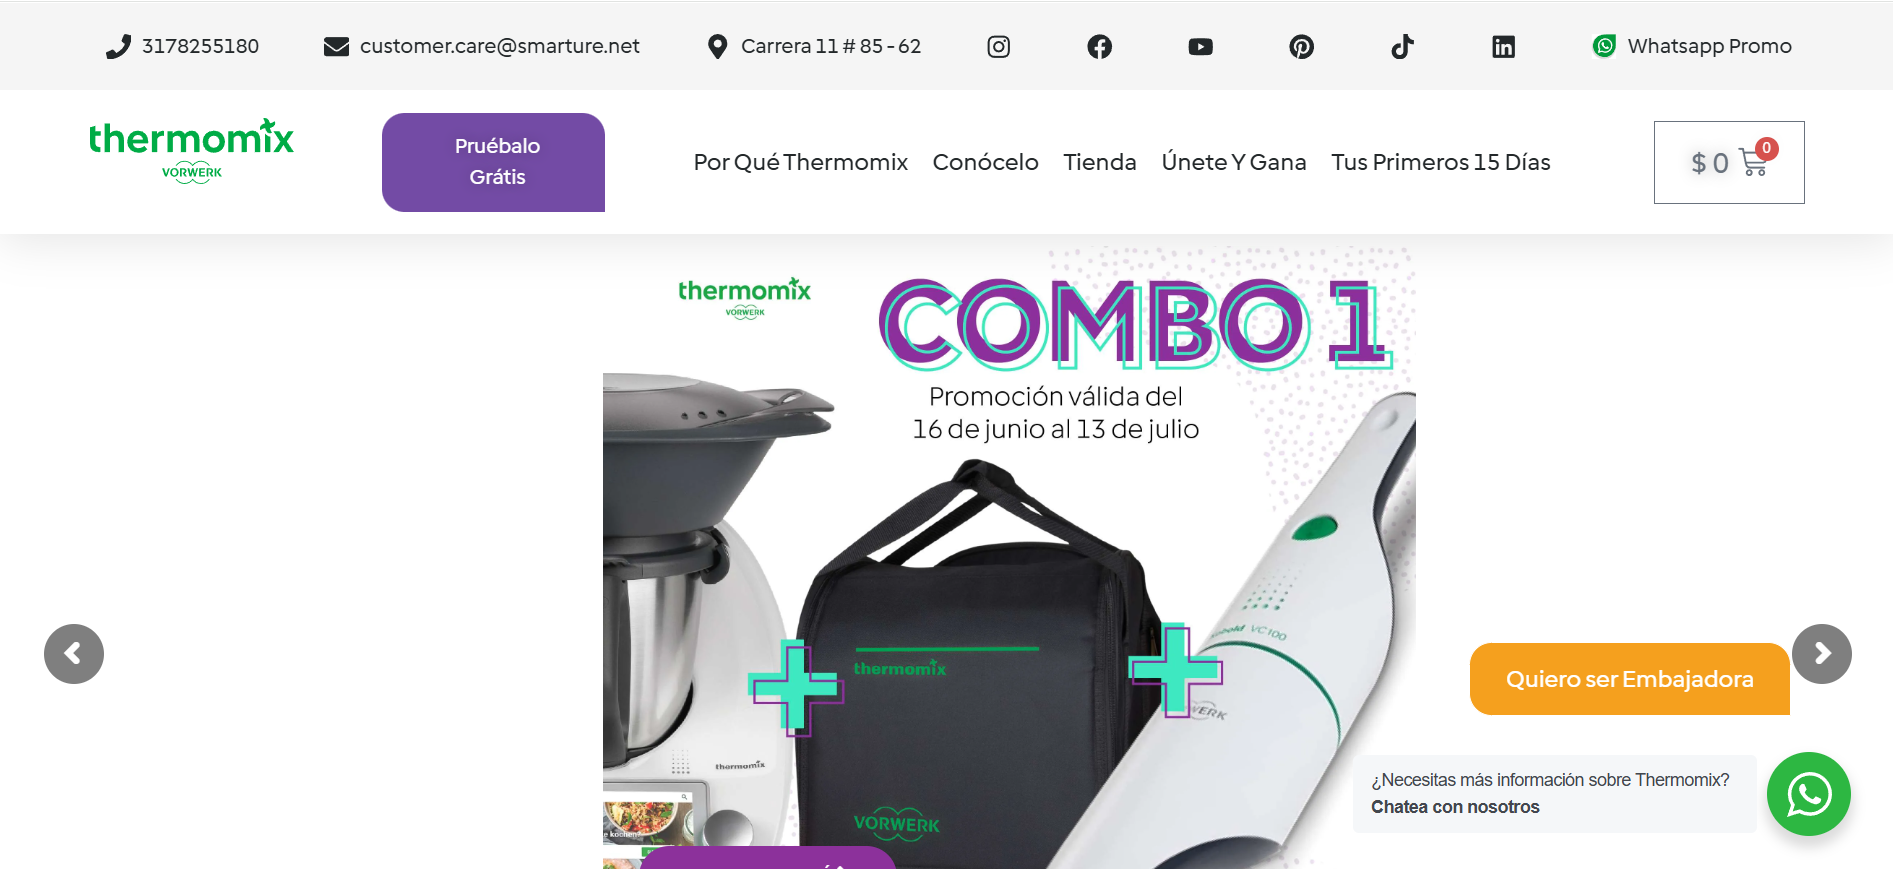 3178255180
customer.care@smarture.net
Carrera 11 # 85 - 62
Whatsapp Promo
thermomix
VORWERK
Pruébalo
Grátis
Por Qué Thermomix
Conócelo
Tienda
Únete Y Gana
Tus Primeros 15 Días
$ 0
0
thermomix
VORWERK
COMBO 1
Promoción válida del
16 de junio al 13 de julio
VC100
thermomix
Quiero ser Embajadora
thermomix
VORWERK
¿Necesitas más información sobre Thermomix?
Chatea con nosotros